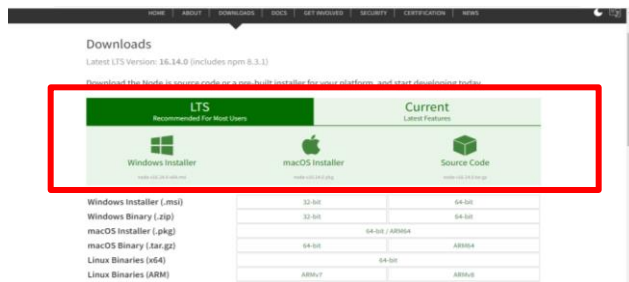 HOME | ABOUT | DOWNLOADS | DOCS | GET INVOLVED | SECURITY | CERTIFICATION | NEWS
Downloads
Latest LTS Version: 16.14.0 (includes npm 8.3.1)
Download the Node.js source code or a pre-built installer for your platform, and start developing today.
LTS Current
Recommended For Most Users Latest Features
Windows Installer macOS Installer Source Code
Windows Installer (.msi) 32-bit 64-bit
Windows Binary (.zip) 32-bit 64-bit
macOS Installer (.pkg) 64-bit / ARM64
macOS Binary (.tar.gz) 64-bit ARM64
Linux Binaries (x64) 64-bit
Linux Binaries (ARM) ARMv7 ARMv8